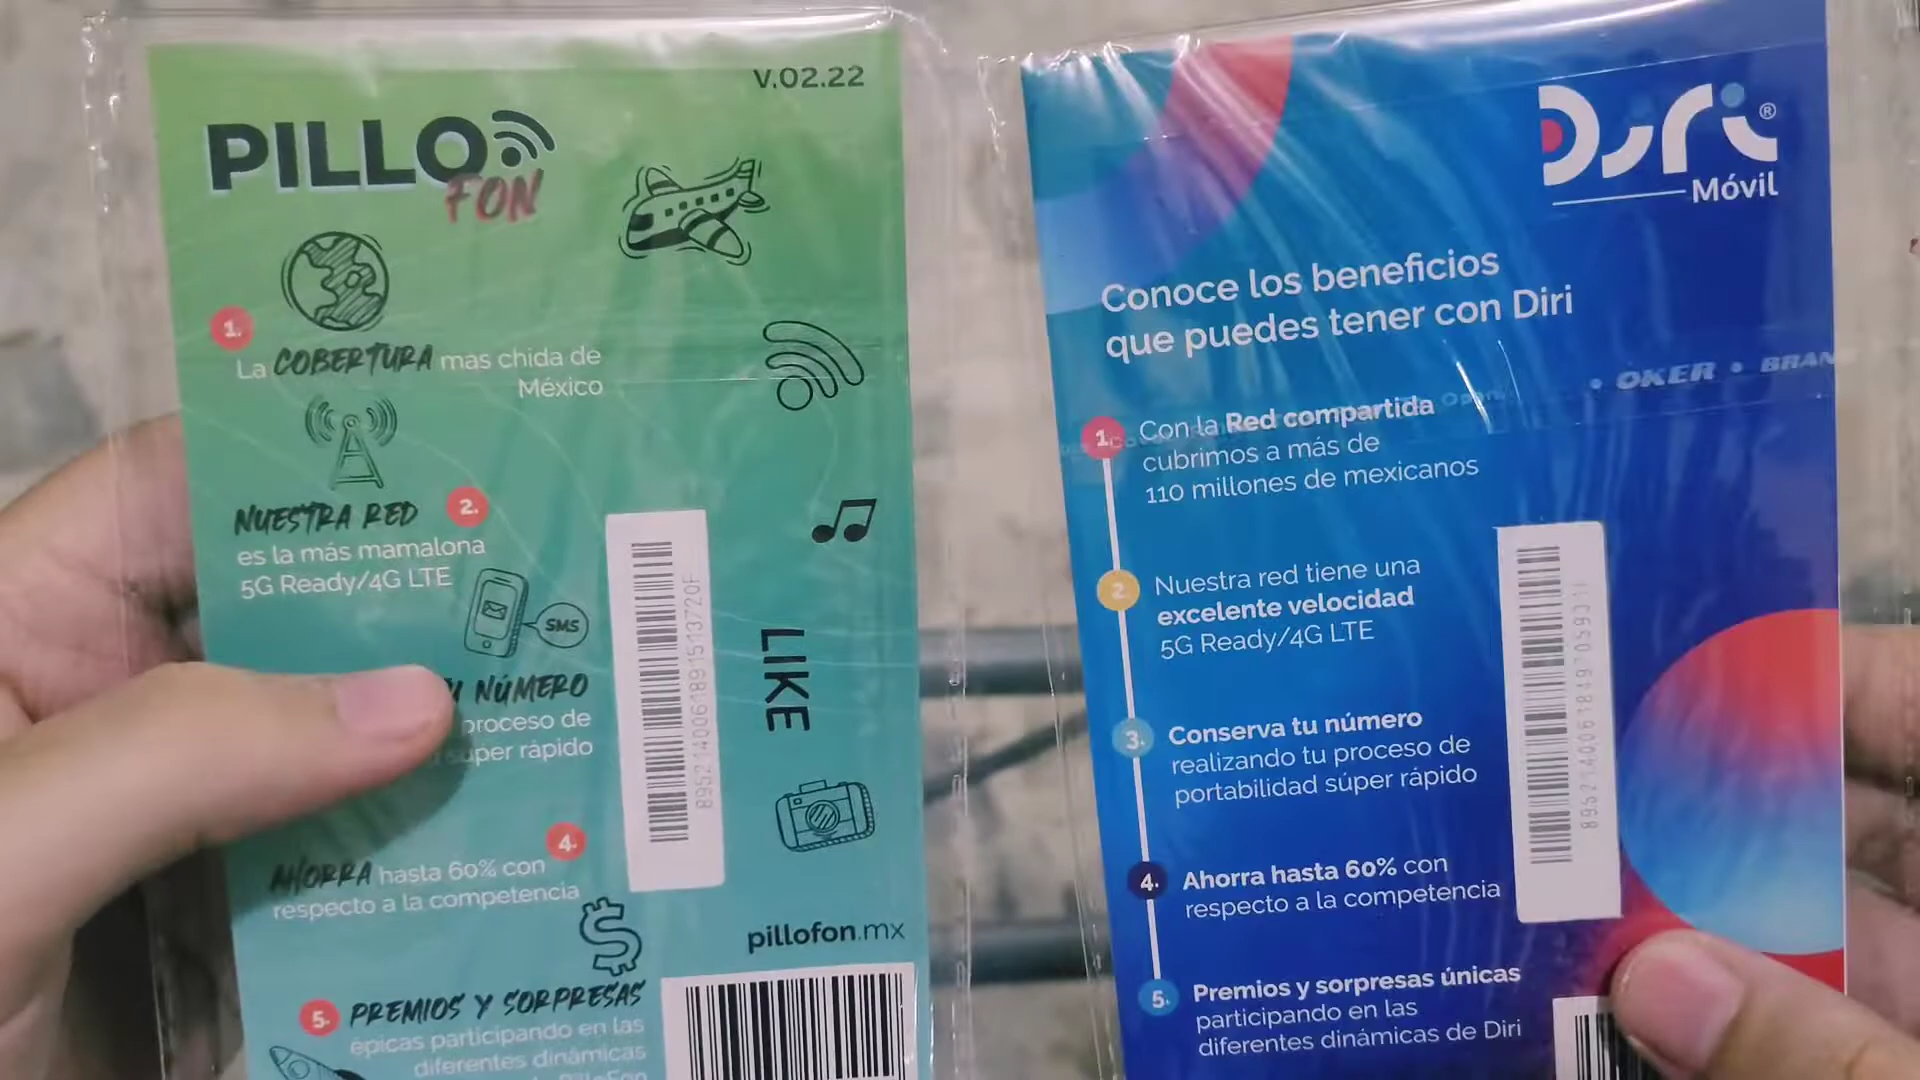 V.02.22
PILLO
FON
1.
La COBERTURA mas chida de
México
NUESTRA RED
2.
es la más mamalona
5G Ready/4G LTE
SMS
NÚMERO
proceso de
súper rápido
4.
AHORRA hasta 60% con
respecto a la competencia
5. PREMIOS Y SORPRESAS
épicas participando en las
diferentes dinámicas
LIKE
pillofon.mx
Diri®
Móvil
Conoce los beneficios
que puedes tener con Diri
• OKER • BRAN
Open
1. Con la Red compartida
cubrimos a más de
110 millones de mexicanos
2. Nuestra red tiene una
excelente velocidad
5G Ready/4G LTE
3. Conserva tu número
realizando tu proceso de
portabilidad súper rápido
4. Ahorra hasta 60% con
respecto a la competencia
5. Premios y sorpresas únicas
participando en las
diferentes dinámicas de Diri